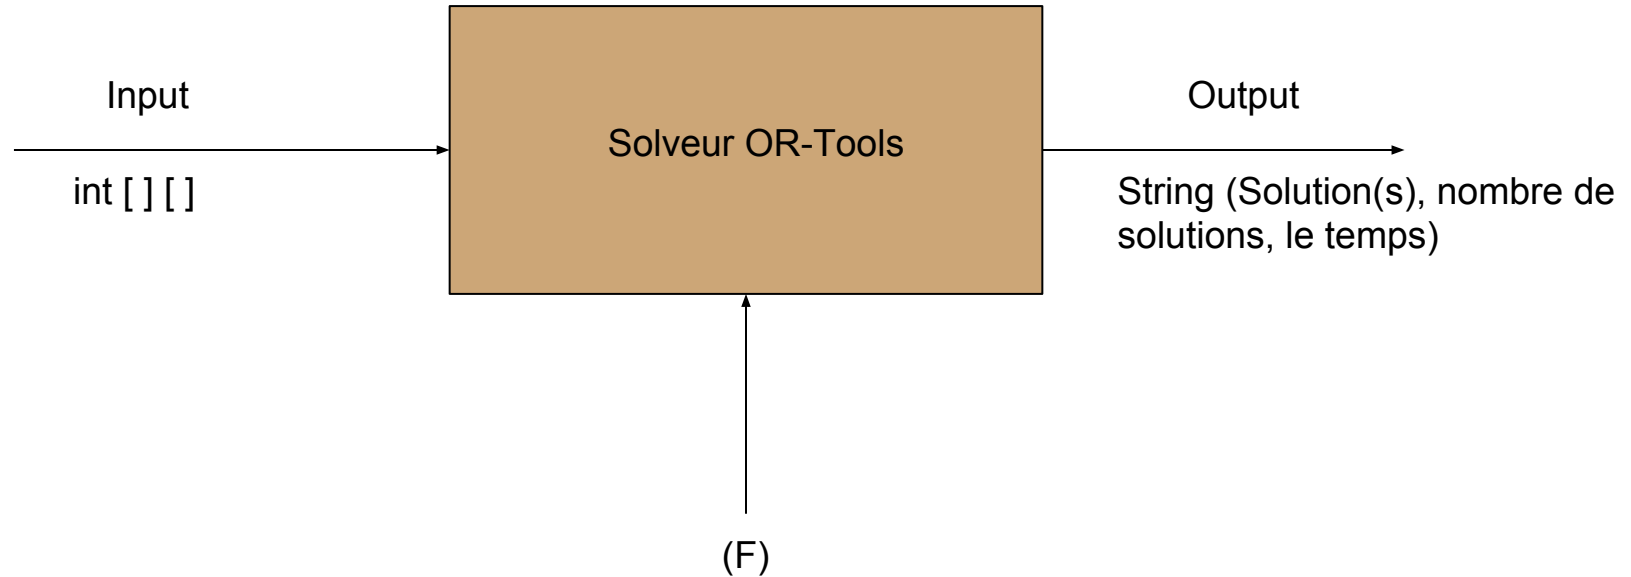 Input
int [ ] [ ]
Solveur OR-Tools
Output
String (Solution(s), nombre de
solutions, le temps)
(F)